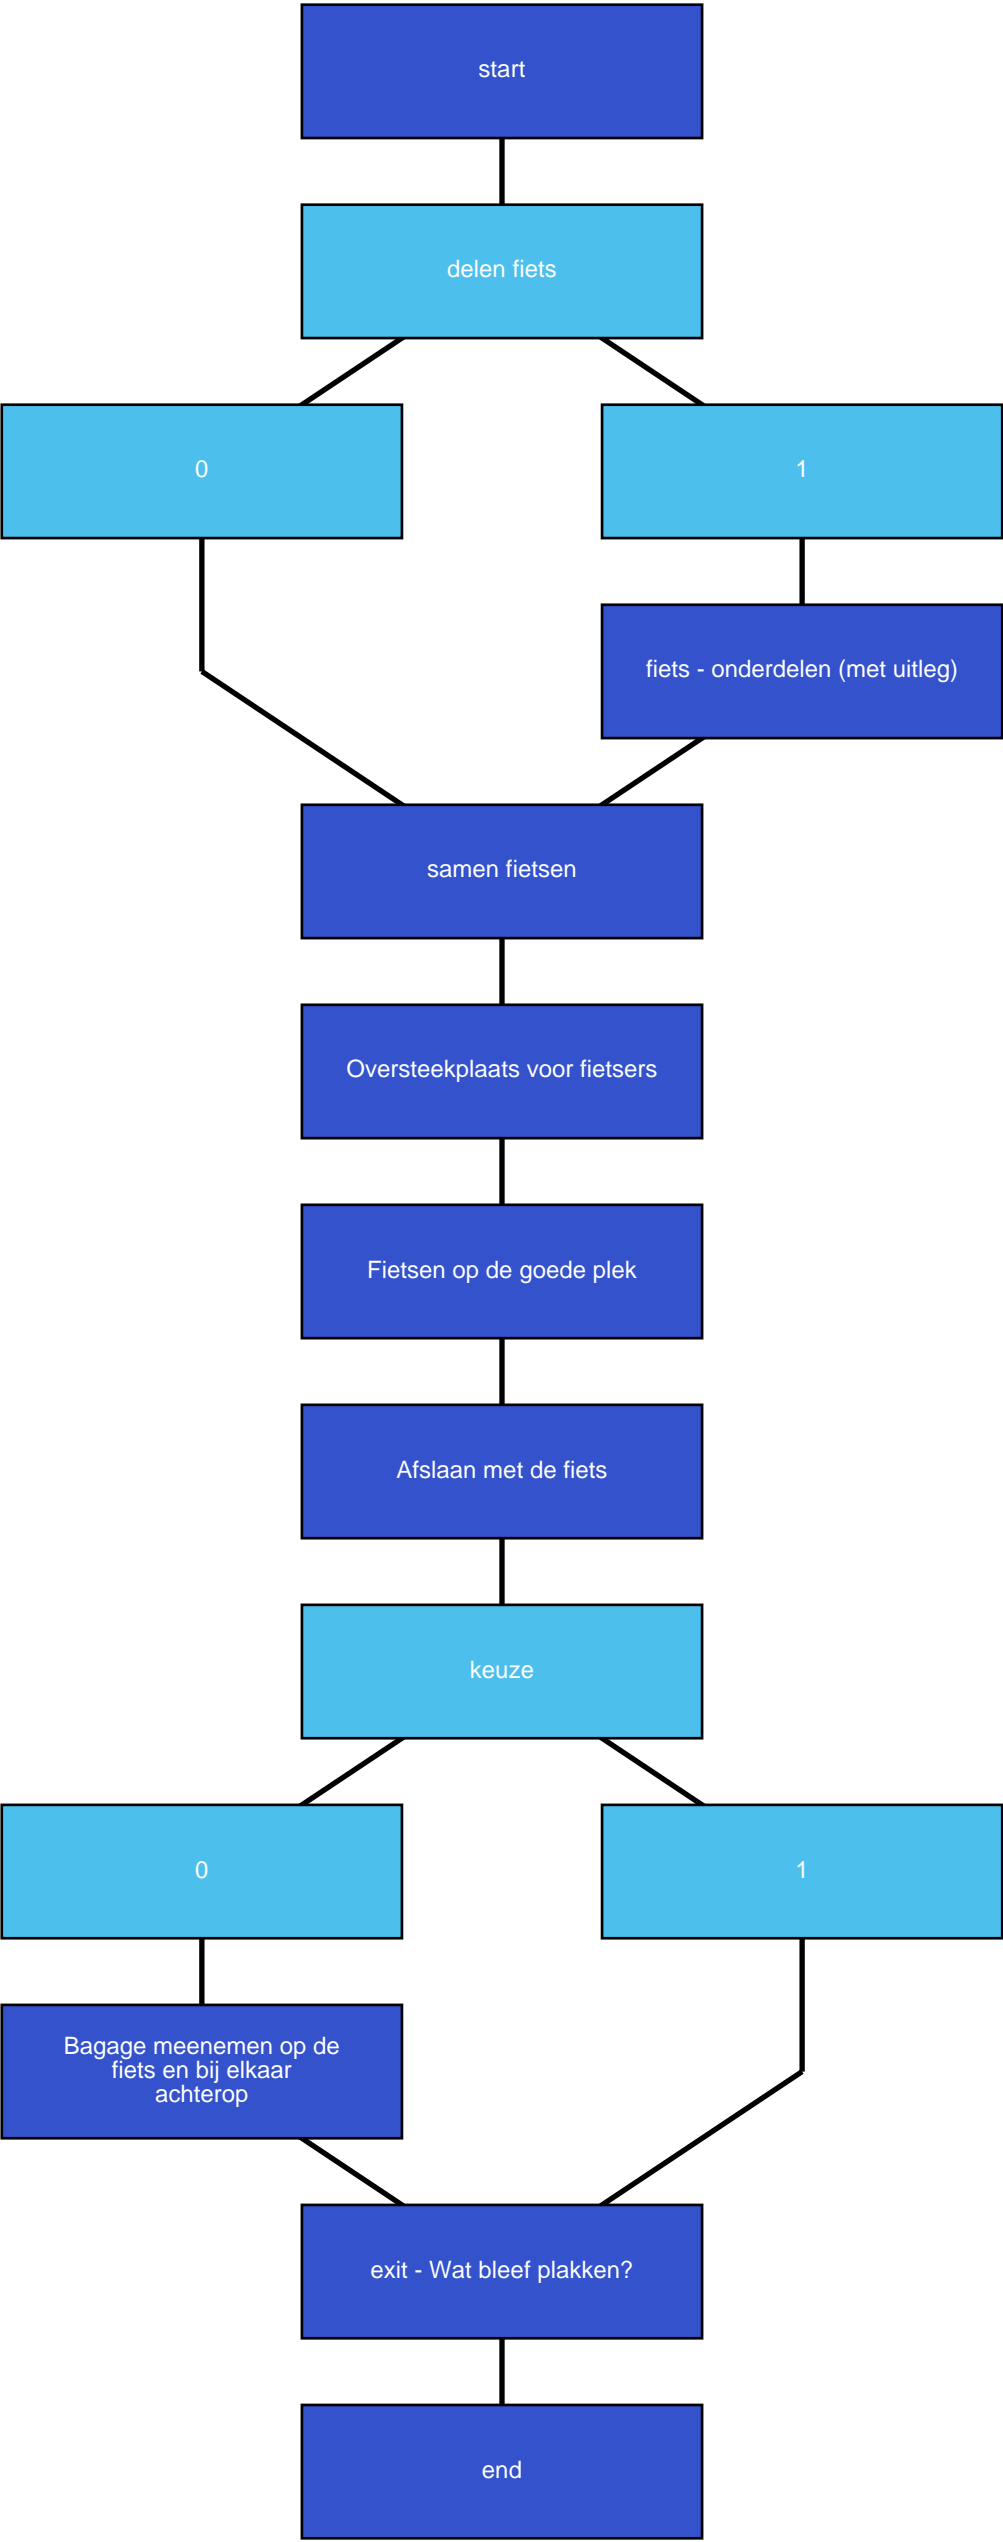 start
delen fiets
0
1
fiets - onderdelen (met uitleg)
samen fietsen
Oversteekplaats voor fietsers
Fietsen op de goede plek
Afslaan met de fiets
keuze
0
1
Bagage meenemen op de
fiets en bij elkaar
achterop
exit - Wat bleef plakken?
end